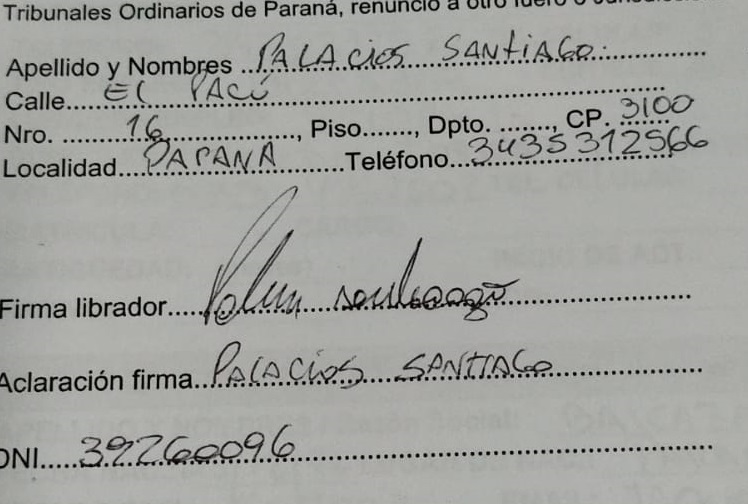 Tribunales Ordinarios de Paraná, renuncio a otro fuero o
Apellido y Nombres PALACIOS SANTIAGO.
Calle EL PACÚ
Nro. 16, Piso......., Dpto. ......., CP. 3100
Localidad PARANA Teléfono 3435312566
Firma librador
Aclaración firma PALACIOS SANTIAGO
DNI 39260096